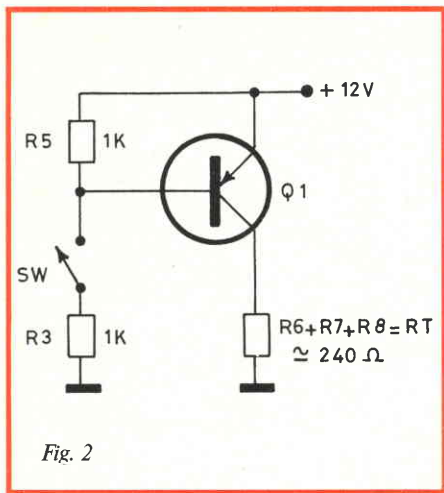 + 12V
R5 1K
Q1
SW
R3 1K
R6+R7+R8=RT
≃ 240 Ω
Fig. 2